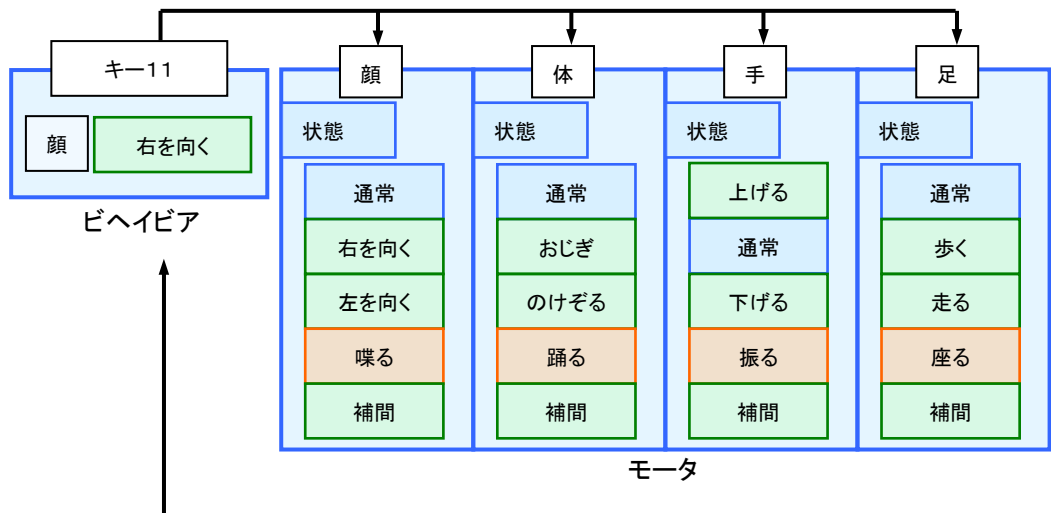 キー11
顔
右を向く
ビヘイビア
顔
体
手
足
状態
状態
状態
状態
通常
通常
上げる
通常
右を向く
おじぎ
通常
歩く
左を向く
のけぞる
下げる
走る
喋る
踊る
振る
座る
補間
補間
補間
補間
モータ